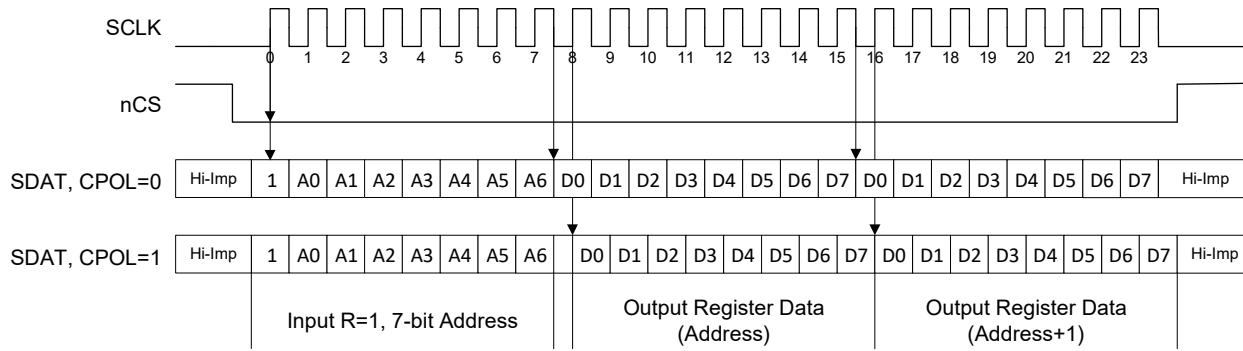 SCLK
0 1 2 3 4 5 6 7 8 9 10 11 12 13 14 15 16 17 18 19 20 21 22 23
nCS
SDAT, CPOL=0 Hi-Imp 1 A0 A1 A2 A3 A4 A5 A6 D0 D1 D2 D3 D4 D5 D6 D7 D0 D1 D2 D3 D4 D5 D6 D7 Hi-Imp
SDAT, CPOL=1 Hi-Imp 1 A0 A1 A2 A3 A4 A5 A6 D0 D1 D2 D3 D4 D5 D6 D7 D0 D1 D2 D3 D4 D5 D6 D7 Hi-Imp
Input R=1, 7-bit Address
Output Register Data
(Address)
Output Register Data
(Address+1)